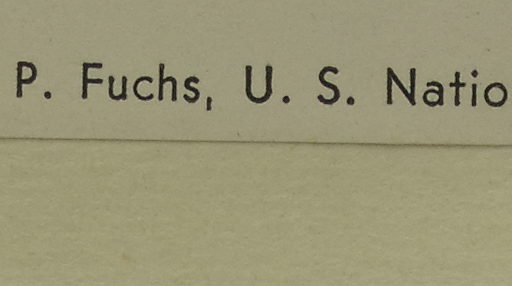 P. Fuchs, U. S. Natio